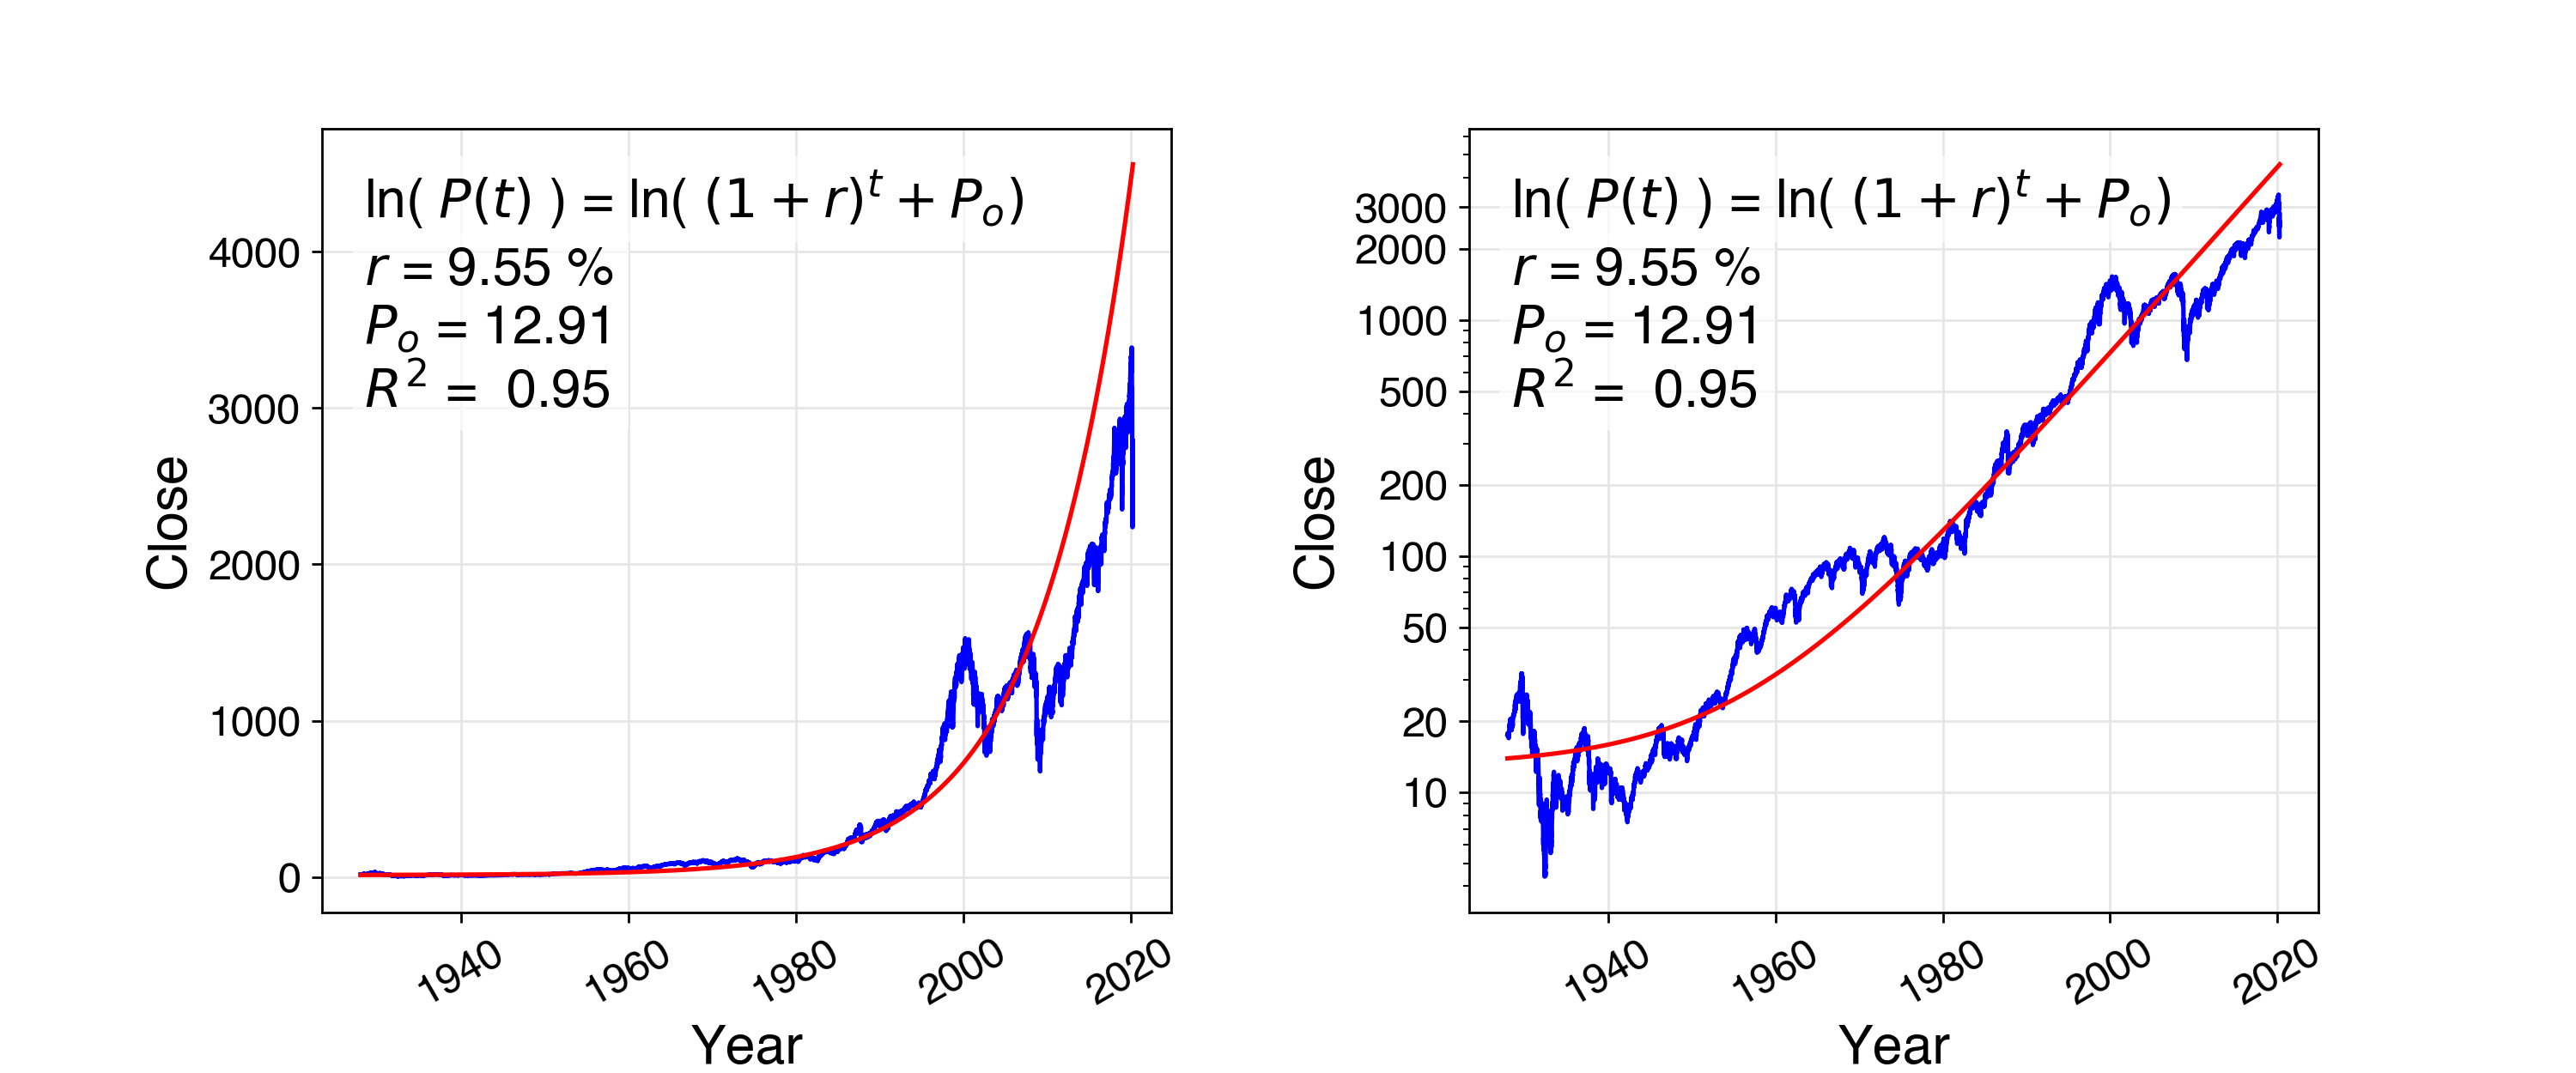 ln( P(t) ) = ln( (1 + r)^t + P_o)
r = 9.55 %
P_o = 12.91
R^2 = 0.95
4000
3000
2000
1000
0
Close
1940
1960
1980
2000
2020
Year
ln( P(t) ) = ln( (1 + r)^t + P_o)
r = 9.55 %
P_o = 12.91
R^2 = 0.95
3000
2000
1000
500
200
100
50
20
10
Close
1940
1960
1980
2000
2020
Year